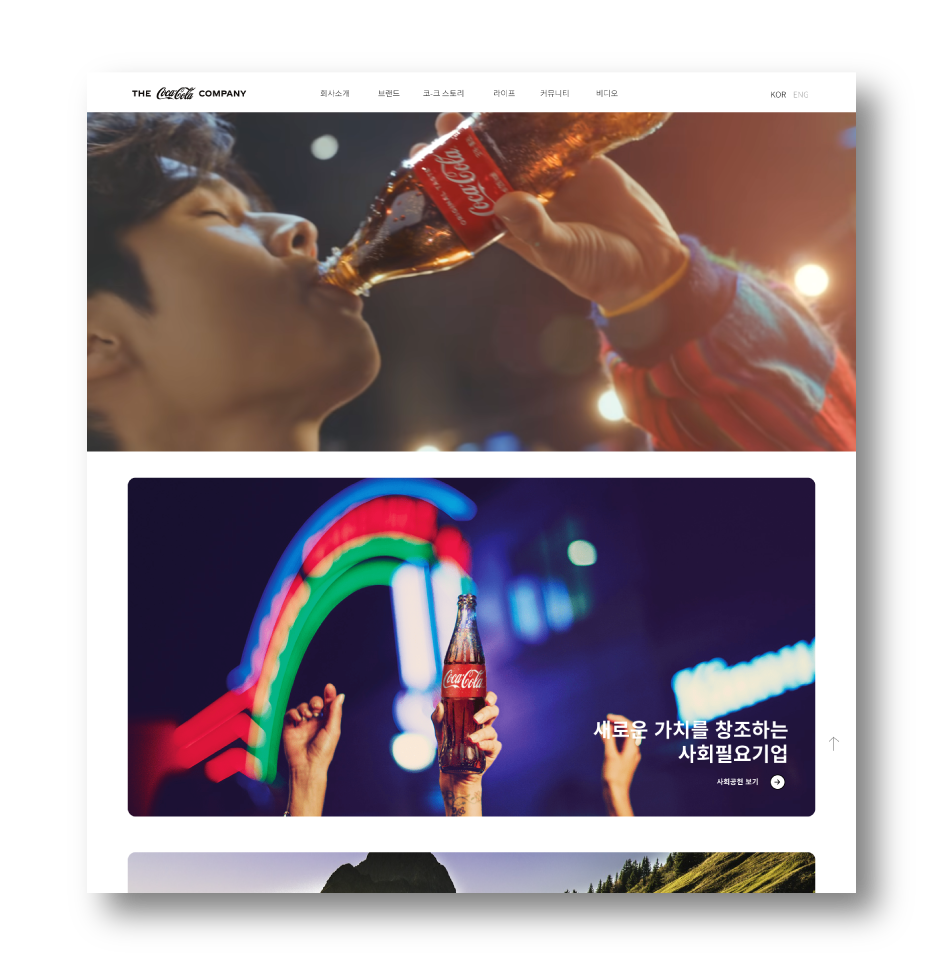 THE Coca-Cola COMPANY
회사소개 브랜드 코-크 스토리 라이프 커뮤니티 비디오
KOR ENG
Coca-Cola
ORIGINAL TASTE
Coca-Cola
새로운 가치를 창조하는
사회필요기업
사회공헌 보기